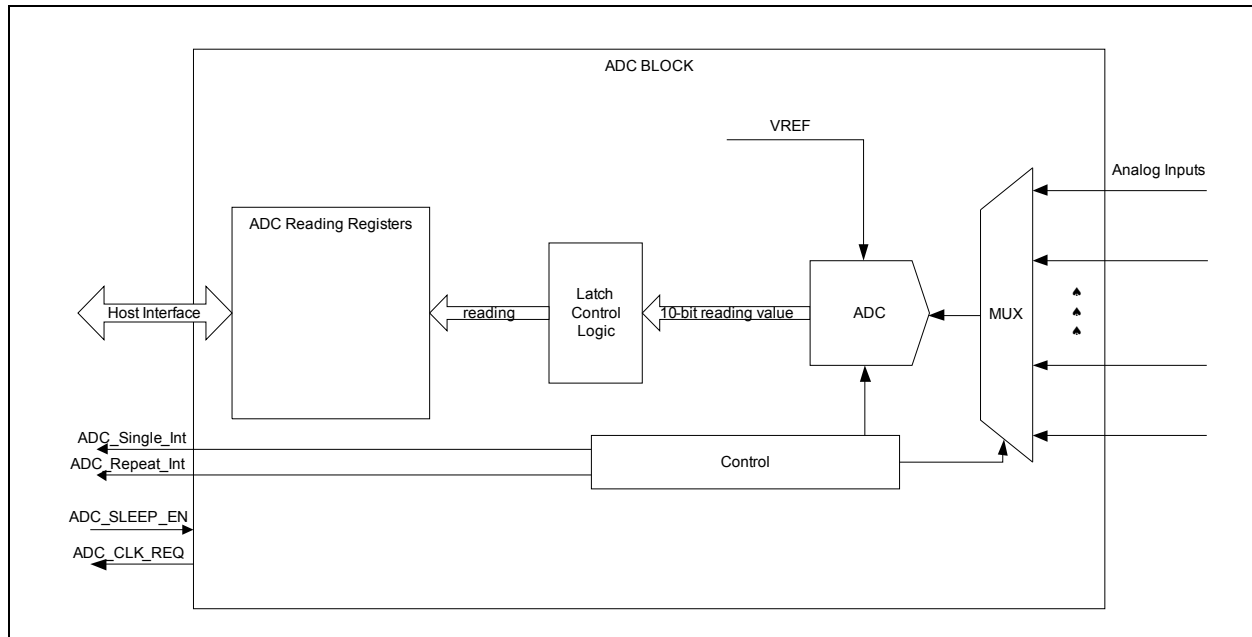 ADC BLOCK
VREF
Analog Inputs
ADC Reading Registers
Host Interface
reading
Latch
Control
Logic
10-bit reading value
ADC
MUX
ADC_Single_Int
ADC_Repeat_Int
Control
ADC_SLEEP_EN
ADC_CLK_REQ